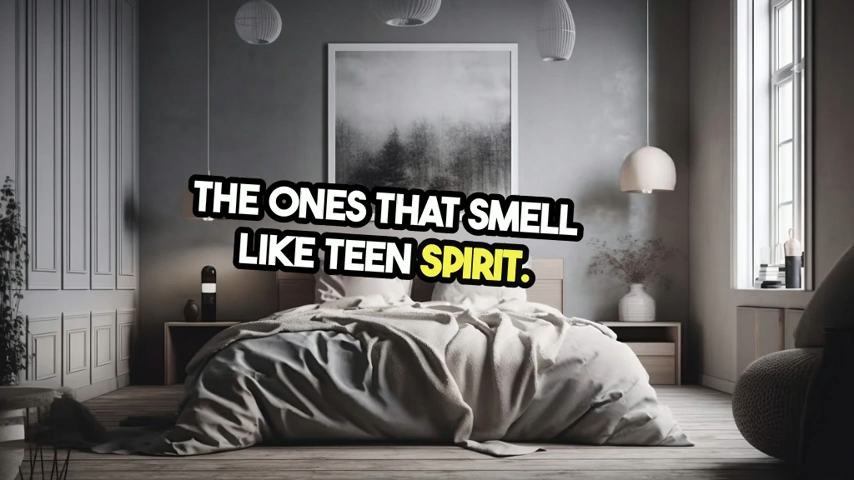 THE ONES THAT SMELL
LIKE TEEN SPIRIT.